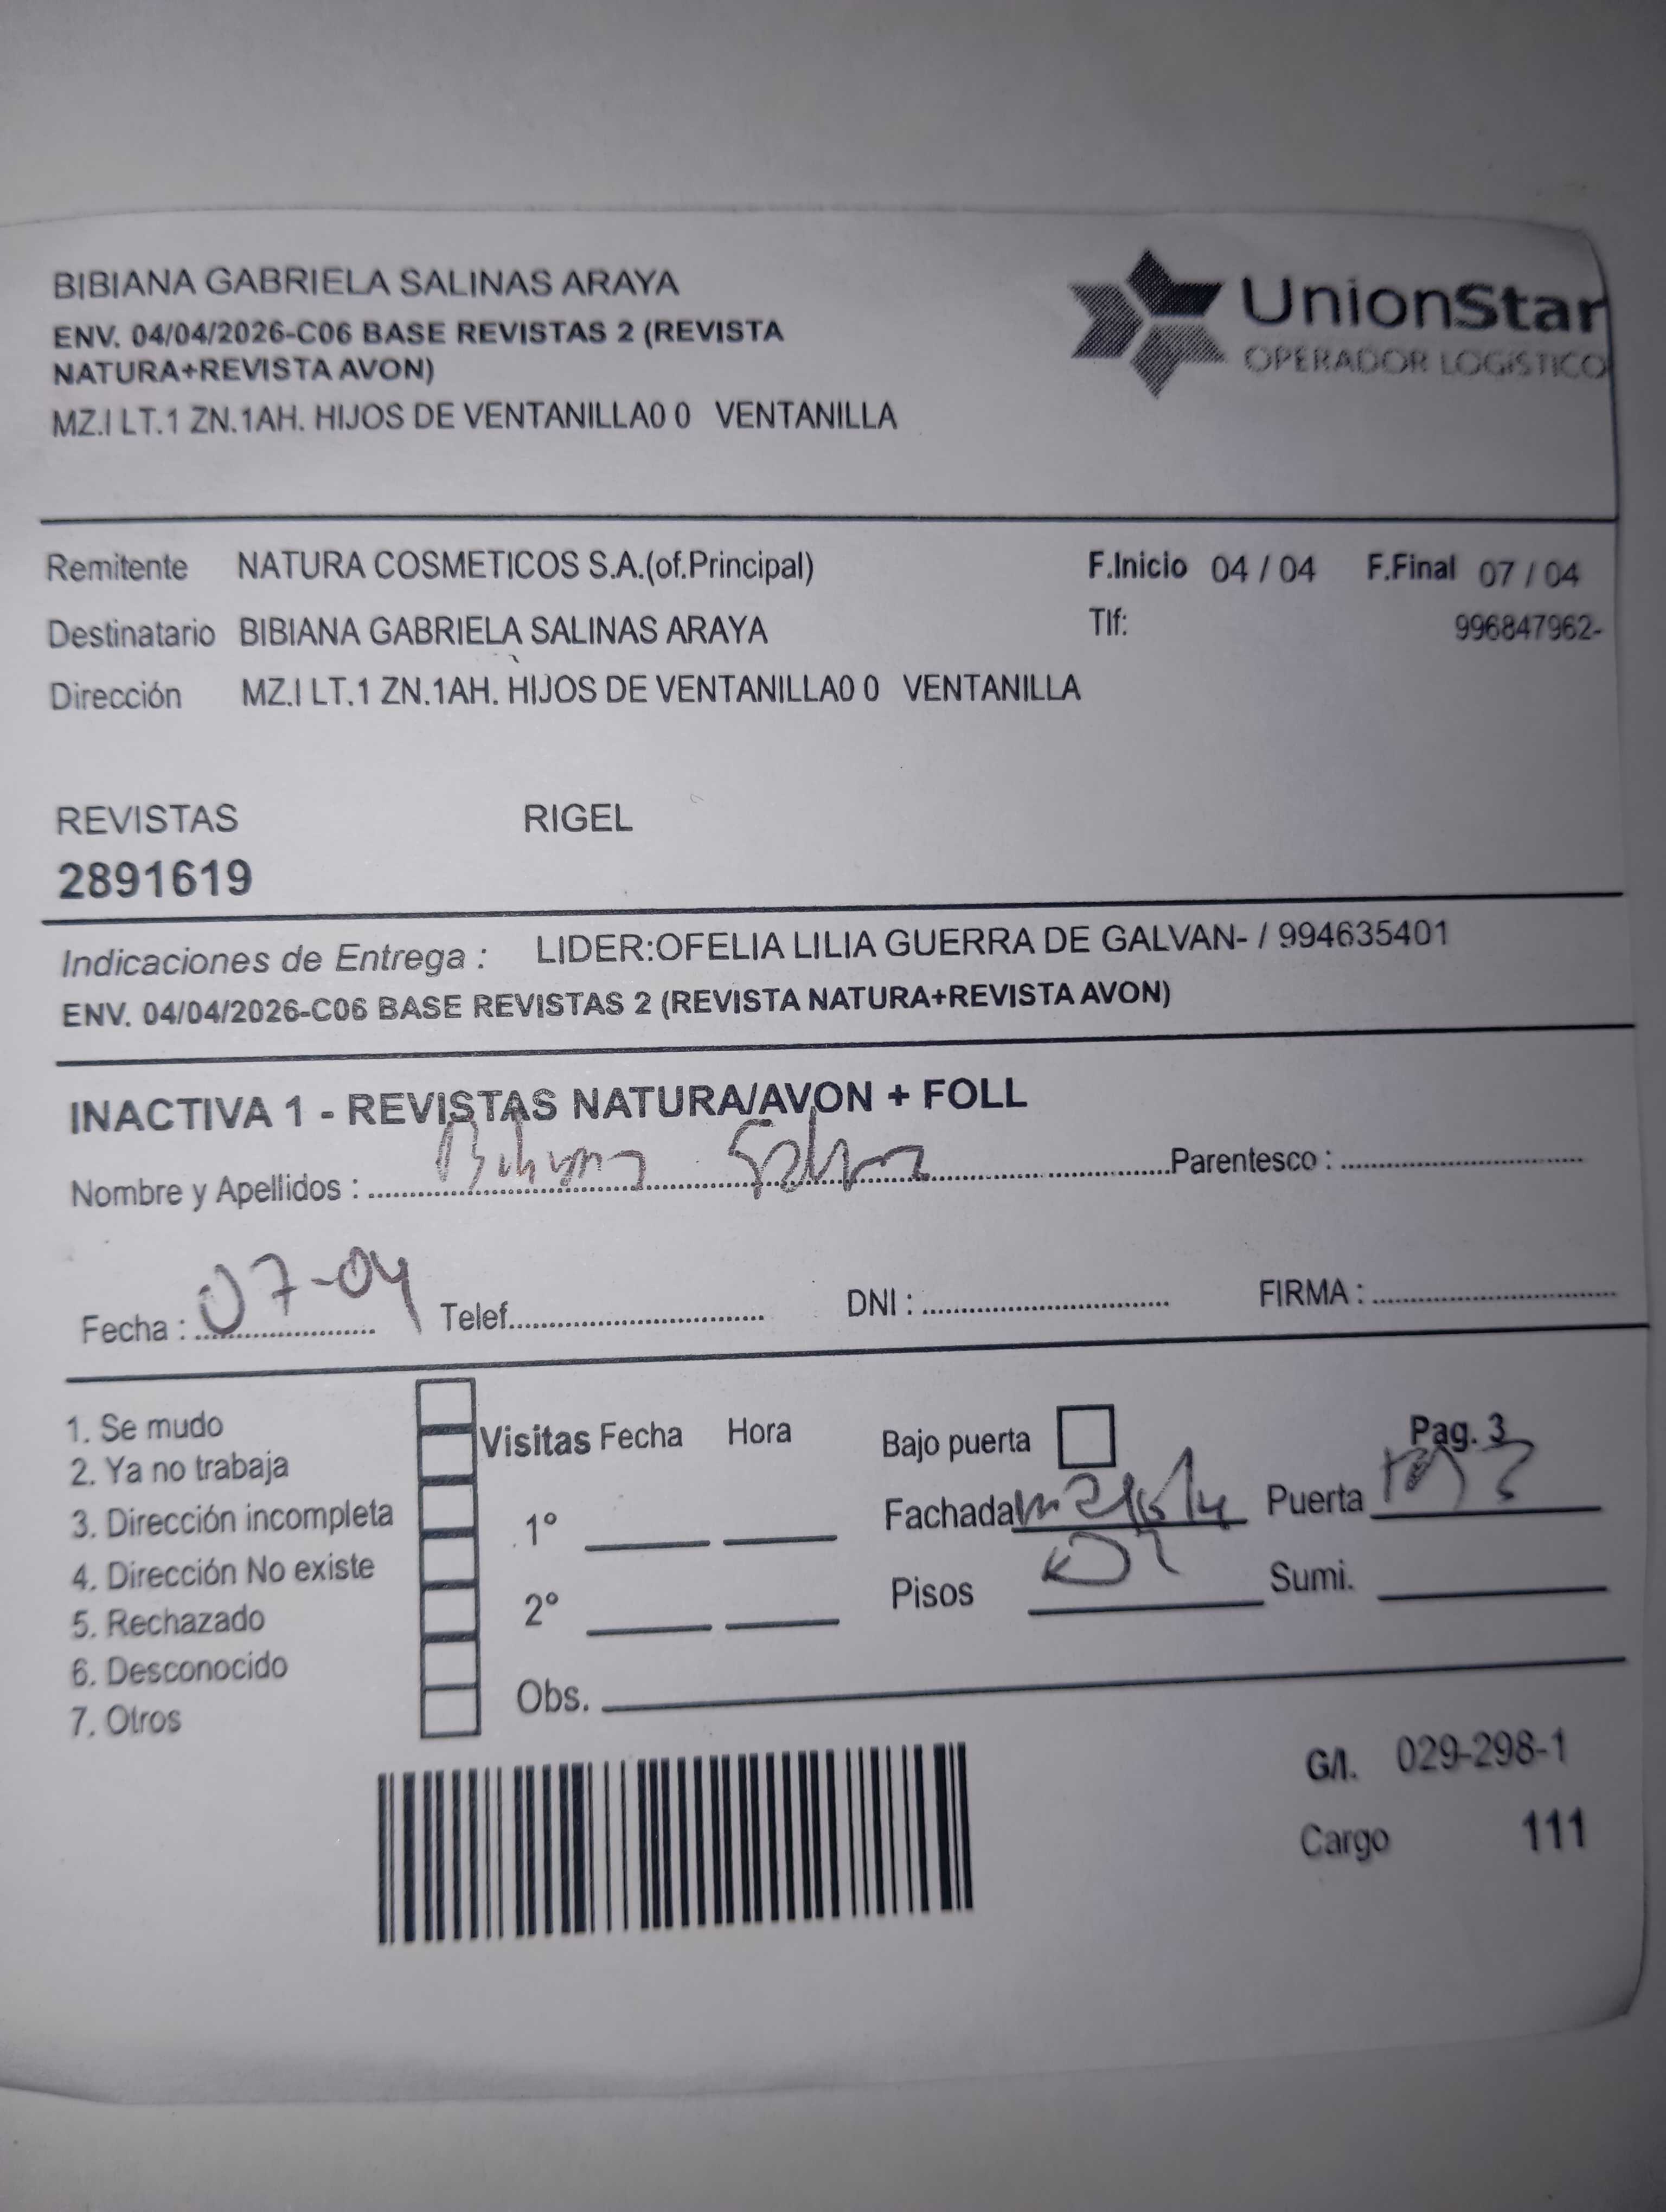 BIBIANA GABRIELA SALINAS ARAYA
ENV. 04/04/2026-C06 BASE REVISTAS 2 (REVISTA
NATURA+REVISTA AVON)
MZ.I LT.1 ZN.1AH. HIJOS DE VENTANILLA0 0 VENTANILLA
UnionStar
OPERADOR LOGÍSTICO
Remitente NATURA COSMETICOS S.A.(of.Principal) F.Inicio 04 / 04 F.Final 07 / 04
Destinatario BIBIANA GABRIELA SALINAS ARAYA Tlf: 996847962-
Dirección MZ.I LT.1 ZN.1AH. HIJOS DE VENTANILLA0 0 VENTANILLA
REVISTAS RIGEL
2891619
Indicaciones de Entrega : LIDER:OFELIA LILIA GUERRA DE GALVAN- / 994635401
ENV. 04/04/2026-C06 BASE REVISTAS 2 (REVISTA NATURA+REVISTA AVON)
INACTIVA 1 - REVISTAS NATURA/AVON + FOLL
Nombre y Apellidos : Parentesco :
Fecha : 07-04 Telef. DNI : FIRMA :
1. Se mudo
2. Ya no trabaja
3. Dirección incompleta
4. Dirección No existe
5. Rechazado
6. Desconocido
7. Otros
Visitas Fecha Hora
1°
2°
Obs.
Bajo puerta Pag. 3
Fachada Puerta
Pisos Sumi.
G/I. 029-298-1
Cargo 111